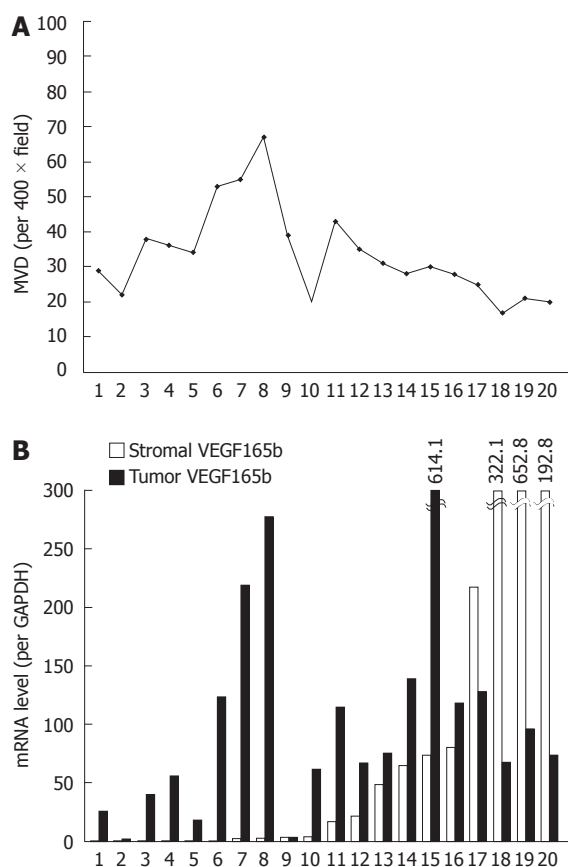 A
MVD (per 400 × field)
100
90
80
70
60
50
40
30
20
10
0
1 2 3 4 5 6 7 8 9 10 11 12 13 14 15 16 17 18 19 20
B
Stromal VEGF165b
Tumor VEGF165b
614.1
322.1
652.8
192.8
mRNA level (per GAPDH)
300
250
200
150
100
50
0
1 2 3 4 5 6 7 8 9 10 11 12 13 14 15 16 17 18 19 20